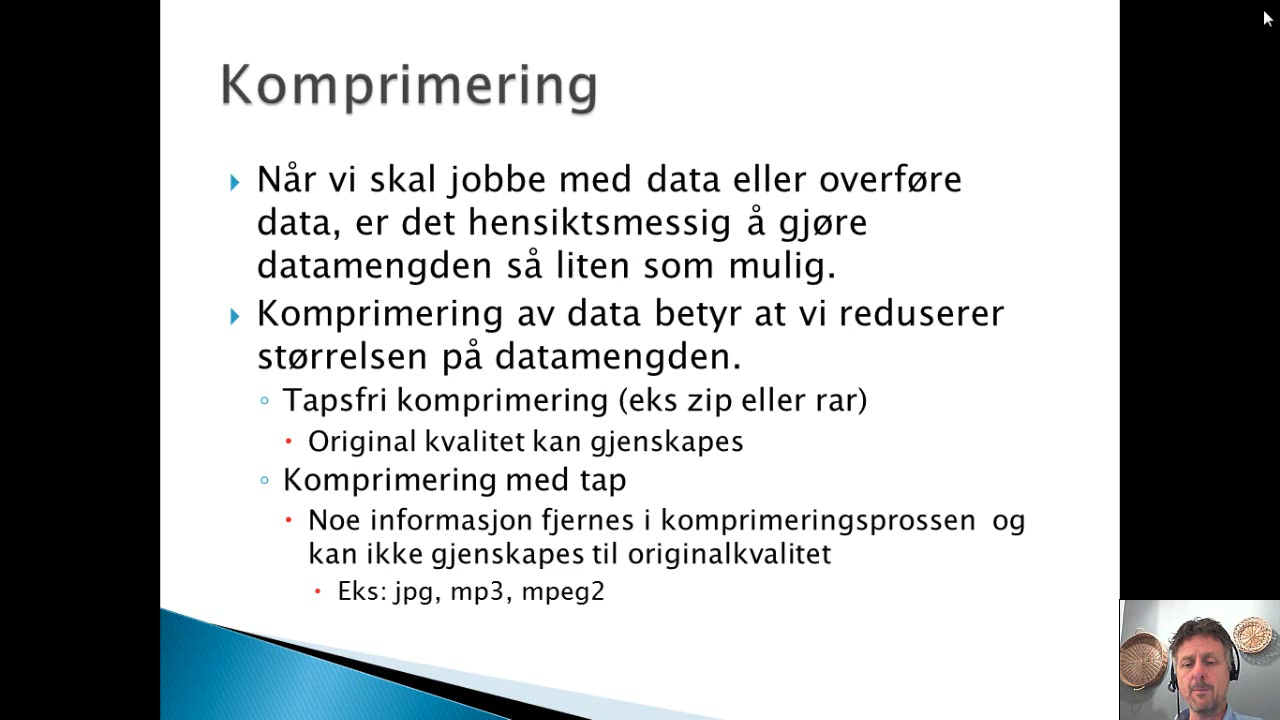 Komprimering
Når vi skal jobbe med data eller overføre
data, er det hensiktsmessig å gjøre
datamengden så liten som mulig.
Komprimering av data betyr at vi reduserer
størrelsen på datamengden.
Tapsfri komprimering (eks zip eller rar)
Original kvalitet kan gjenskapes
Komprimering med tap
Noe informasjon fjernes i komprimeringsprossen og
kan ikke gjenskapes til originalkvalitet
Eks: jpg, mp3, mpeg2